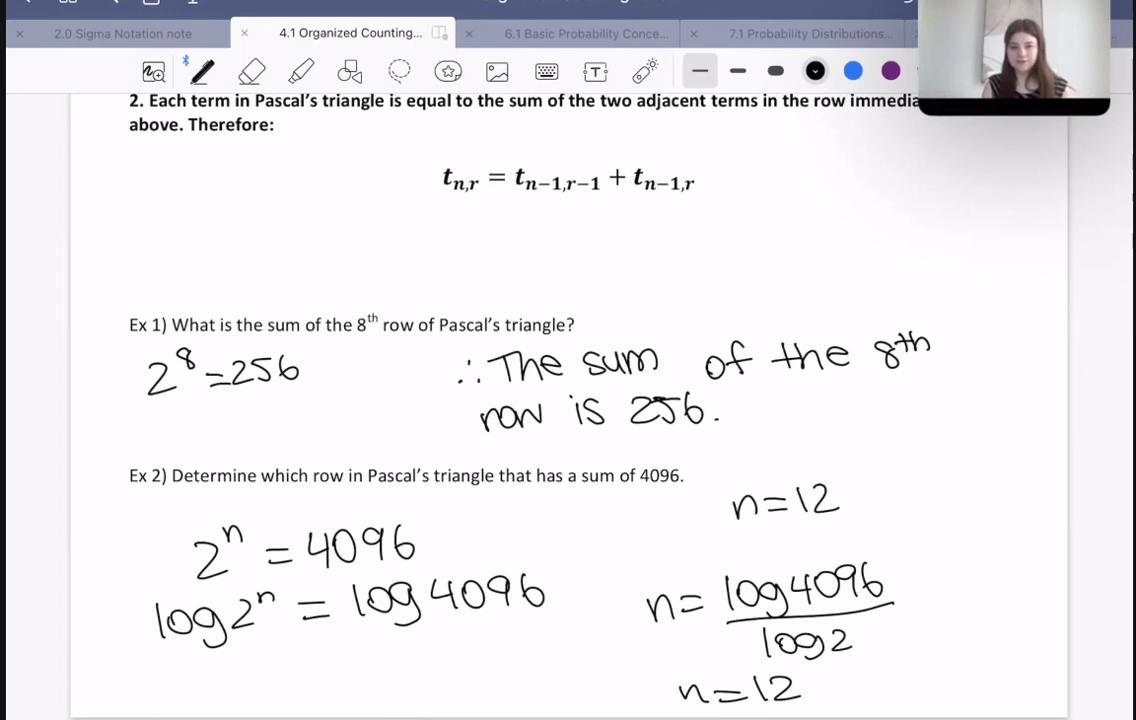 2.0 Sigma Notation note
4.1 Organized Counting...
6.1 Basic Probability Conce...
7.1 Probability Distributions...
2. Each term in Pascal's triangle is equal to the sum of the two adjacent terms in the row
above. Therefore:
tn,r = tn−1,r−1 + tn−1,r
Ex 1) What is the sum of the 8th row of Pascal's triangle?
2^8 = 256
∴ The sum of the 8th
row is 256.
Ex 2) Determine which row in Pascal's triangle that has a sum of 4096.
n = 12
2^n = 4096
log 2^n = log 4096
n = log 4096 / log 2
n = 12